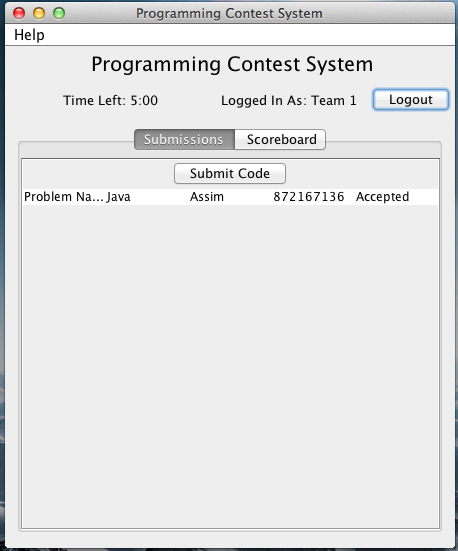 Programming Contest System
Help
Programming Contest System
Time Left: 5:00 Logged In As: Team 1 Logout
Submissions Scoreboard
Submit Code
Problem Na... Java Assim 872167136 Accepted